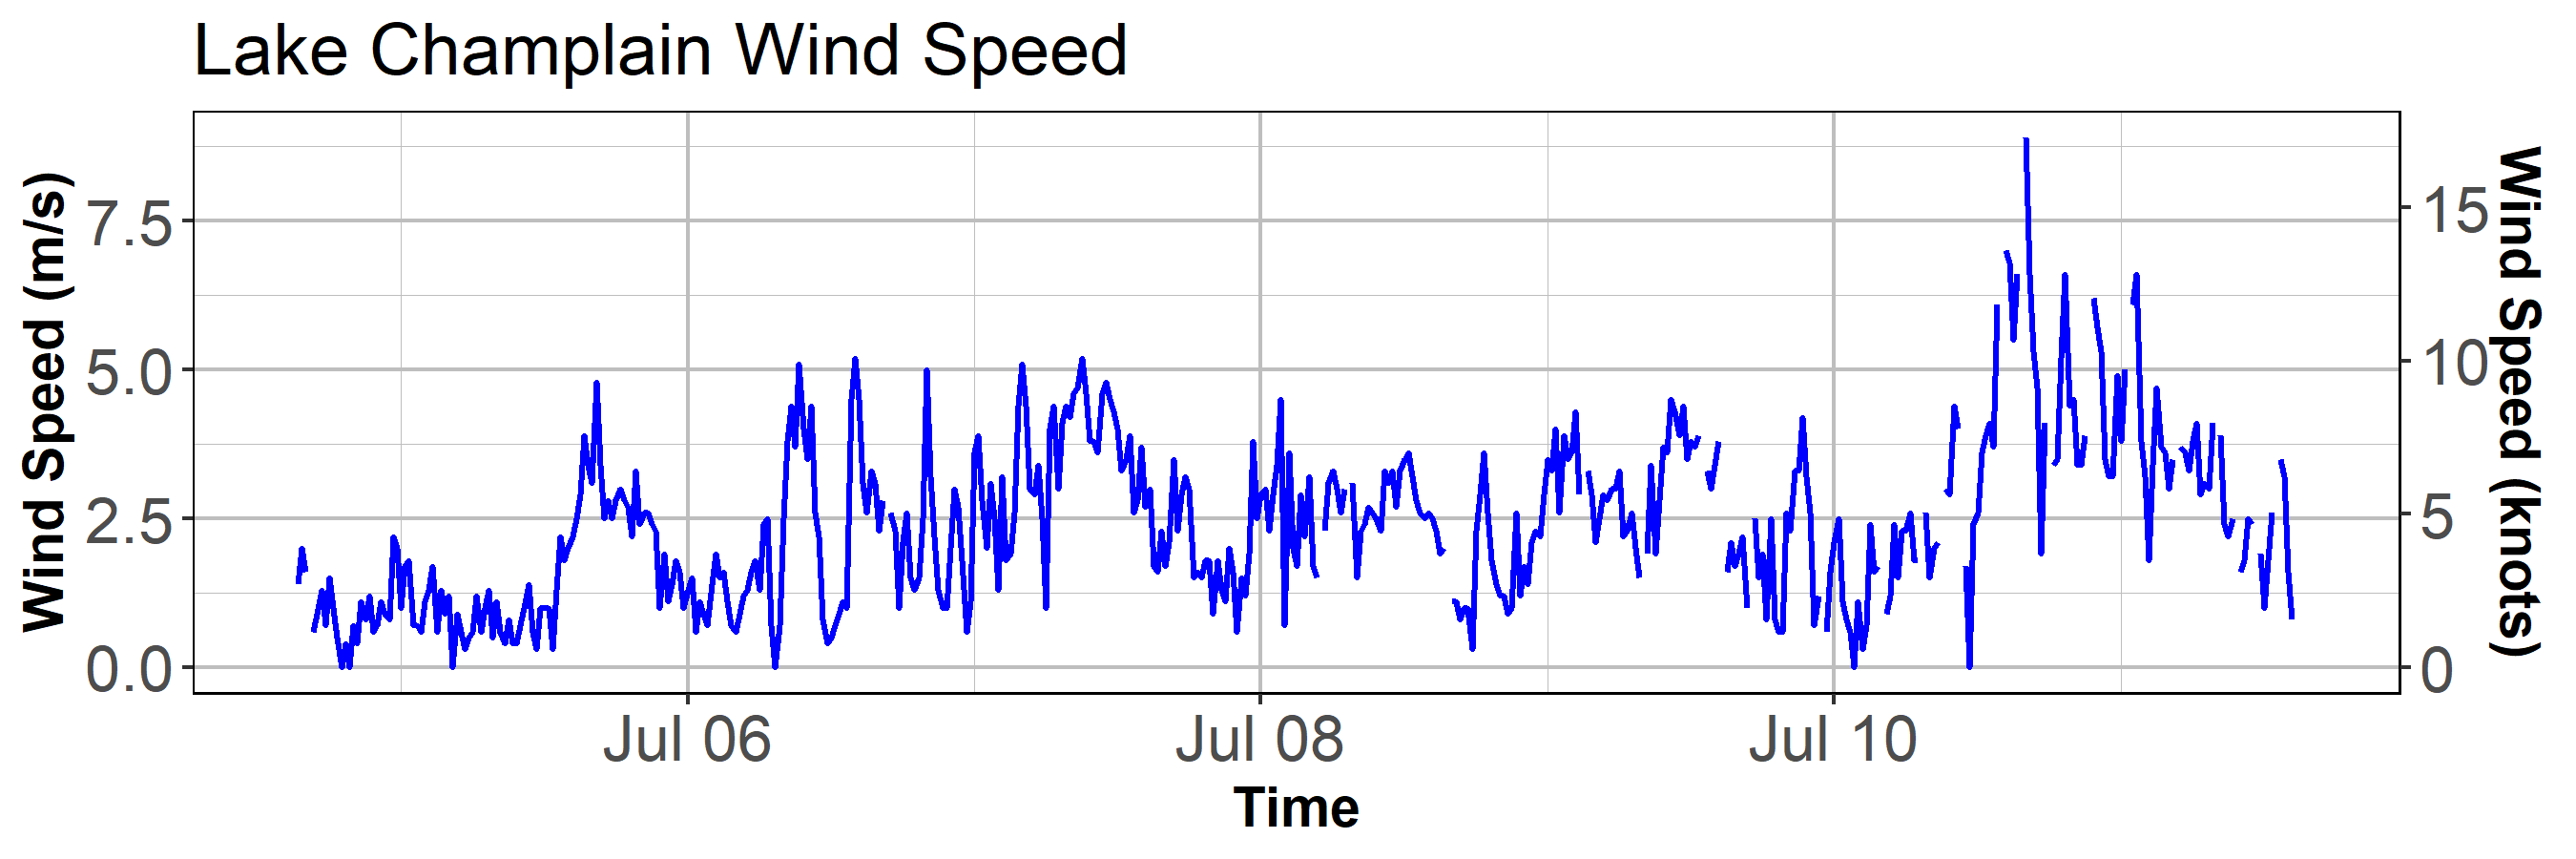 Lake Champlain Wind Speed
Wind Speed (m/s)
7.5
5.0
2.5
0.0
15
10
5
0
Wind Speed (knots)
Jul 06
Jul 08
Jul 10
Time